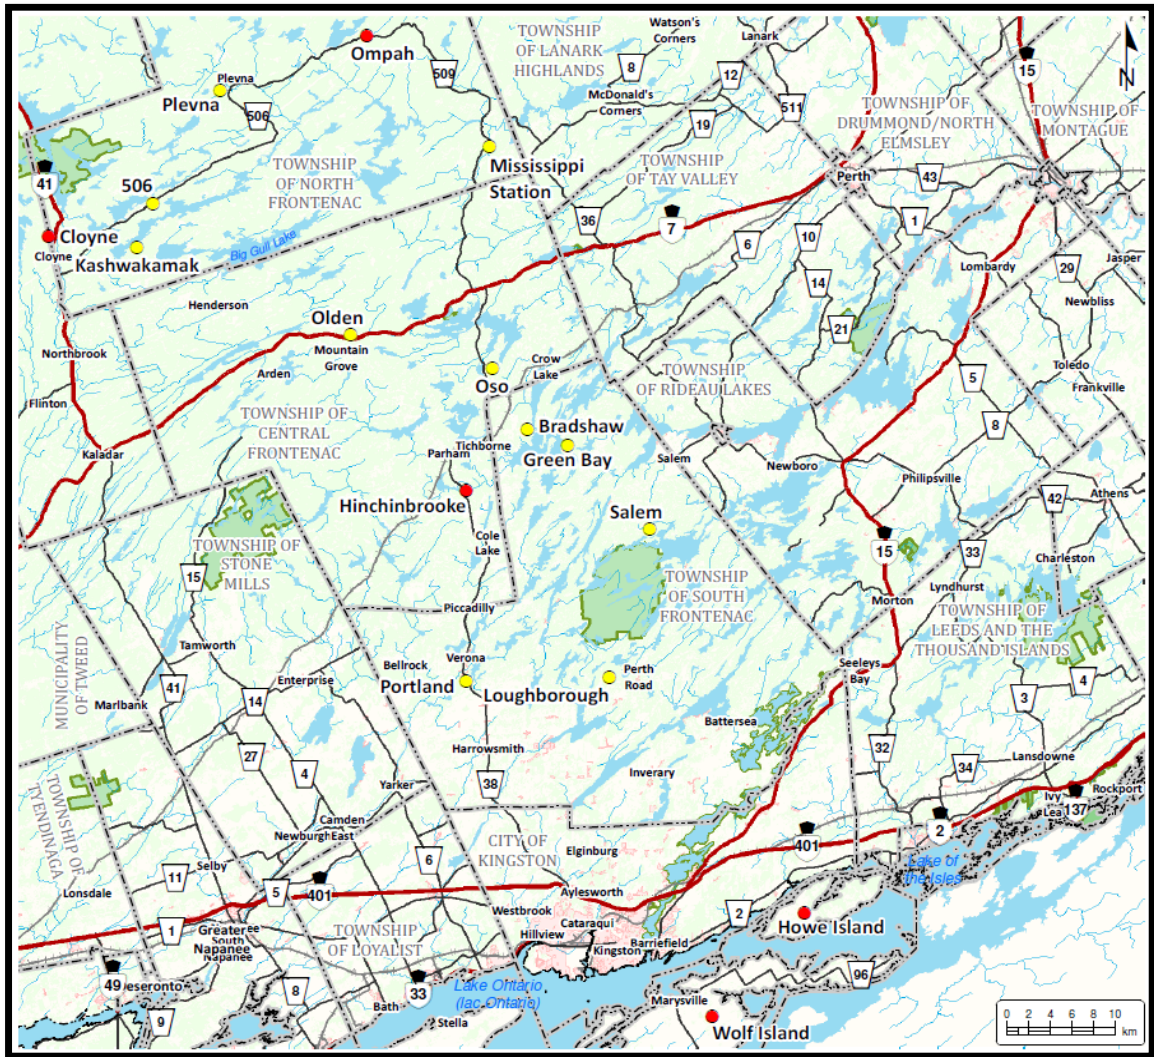 Watson's
Corners
Lanark
TOWNSHIP
OF LANARK
HIGHLANDS
Ompah
509
8
12
15
N
Plevna
Plevna
506
McDonald's
Corners
511
19
TOWNSHIP OF
DRUMMOND/NORTH
ELMSLEY
TOWNSHIP OF
MONTAGUE
41
506
TOWNSHIP
OF NORTH
FRONTENAC
Mississippi
Station
TOWNSHIP
OF TAY VALLEY
Perth
43
Cloyne
Cloyne
Kashwakamak
Big Gull Lake
36
7
6
10
1
14
Lombardy
29
Jasper
Newbliss
Henderson
Olden
Mountain
Grove
Northbrook
Arden
Flinton
21
Crow
Lake
Oso
TOWNSHIP
OF RIDEAU LAKES
5
Toledo
Frankville
TOWNSHIP OF
CENTRAL
FRONTENAC
Kaladar
Bradshaw
Tichborne
Parham
Green Bay
8
Salem
Newboro
Philipsville
Hinchinbrooke
Salem
42
Athens
Cole
Lake
TOWNSHIP OF
STONE
MILLS
15
15
33
Charleston
TOWNSHIP
OF SOUTH
FRONTENAC
Lyndhurst
Morton
TOWNSHIP OF
LEEDS AND THE
THOUSAND ISLANDS
Piccadilly
MUNICIPALITY
OF TWEED
Tamworth
Bellrock
Verona
Seeleys
Bay
Perth
Road
41
Enterprise
Portland
Loughborough
4
3
Marlbank
14
Battersea
32
Harrowsmith
27
4
Inverary
34
Lansdowne
TOWNSHIP OF
TYENDINAGA
Yarker
38
Ivy
Lea
137
Rockport
Camden
East
Newburgh
CITY OF
KINGSTON
Elginburg
401
2
6
Selby
11
Lake of
the Isles
Lonsdale
5
401
Aylesworth
Westbrook
1
Greater
South
Napanee
Napanee
TOWNSHIP
OF LOYALIST
Cataraqui
Hillview
Kingston
Barriefield
2
Howe Island
49
33
96
Lake Ontario
(lac Ontario)
8
Bath
Stella
9
Marysville
Wolf Island
0 2 4 6 8 10
km